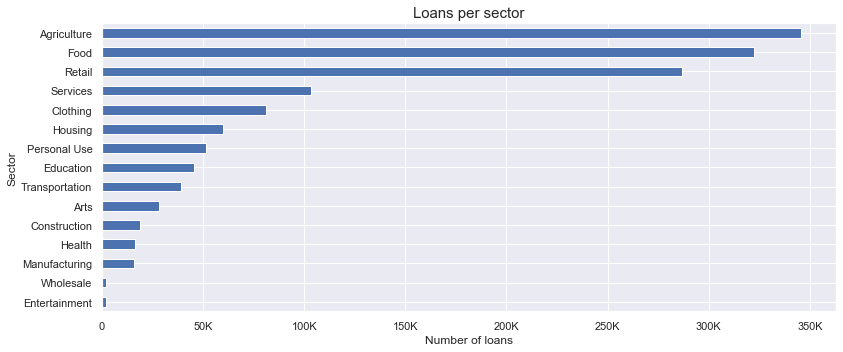 Loans per sector
Agriculture
Food
Retail
Services
Clothing
Housing
Personal Use
Education
Transportation
Arts
Construction
Health
Manufacturing
Wholesale
Entertainment
Sector
0 50K 100K 150K 200K 250K 300K 350K
Number of loans